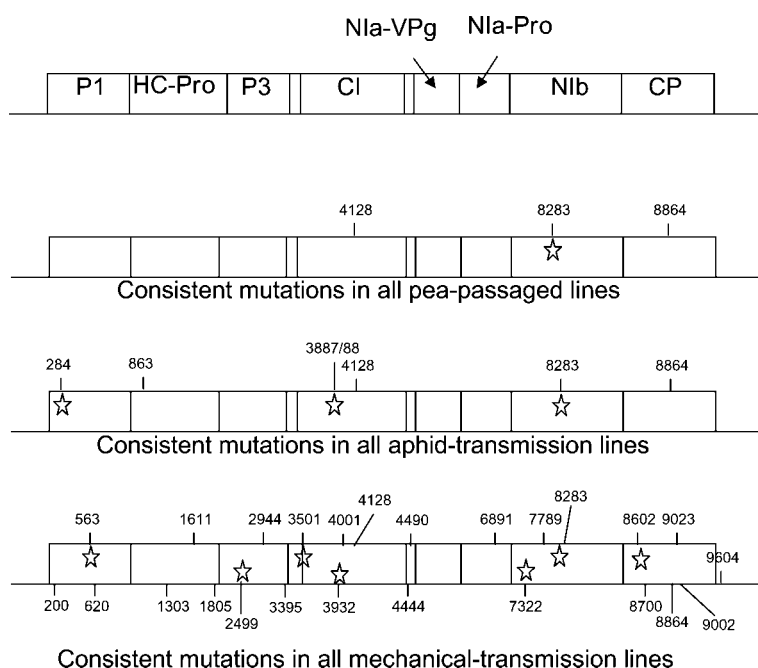 NIa-VPg NIa-Pro
P1 HC-Pro P3 CI NIb CP
4128 8283 8864
Consistent mutations in all pea-passaged lines
3887/88
284 863 4128 8283 8864
Consistent mutations in all aphid-transmission lines
4128 8283
563 1611 2944 3501 4001 4490 6891 7789 8602 9023
9604
200 620 1303 1805 3395 3932 4444 7322 8700 8864
2499 9002
Consistent mutations in all mechanical-transmission lines